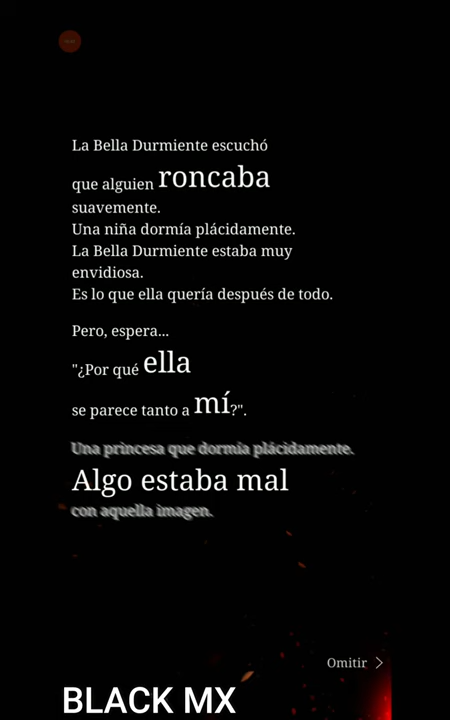 La Bella Durmiente escuchó
que alguien roncaba
suavemente.
Una niña dormía plácidamente.
La Bella Durmiente estaba muy
envidiosa.
Es lo que ella quería después de todo.
Pero, espera...
"¿Por qué ella
se parece tanto a mí?".
Una princesa que dormía plácidamente.
Algo estaba mal
con aquella imagen.
Omitir
BLACK MX